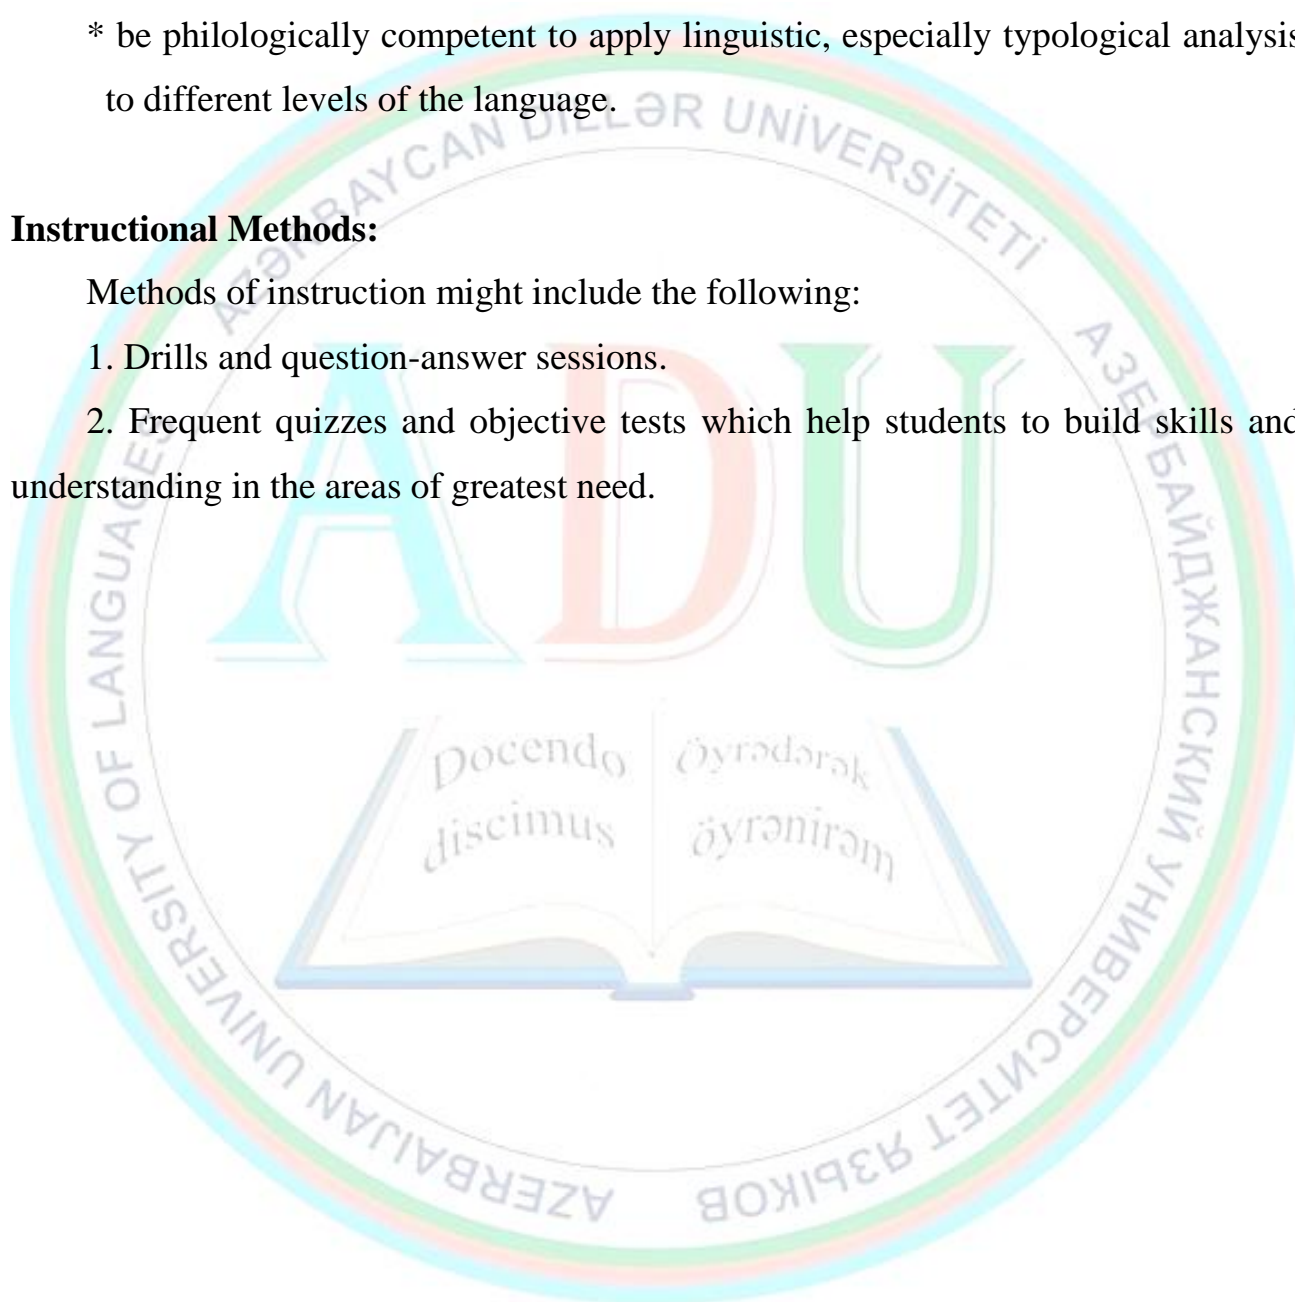 * be philologically competent to apply linguistic, especially typological analysis
to different levels of the language.
AZƏRBAYCAN DİLLƏR UNİVERSİTETİ
Instructional Methods:
Methods of instruction might include the following:
1. Drills and question-answer sessions.
2. Frequent quizzes and objective tests which help students to build skills and
understanding in the areas of greatest need.
ADU
Docendo
discimus
Öyrədərək
öyrənirəm
АЗЕРБАЙДЖАНСКИЙ УНИВЕРСИТЕТ ЯЗЫКОВ
AZERBAIJAN UNIVERSITY OF LANGUAGES